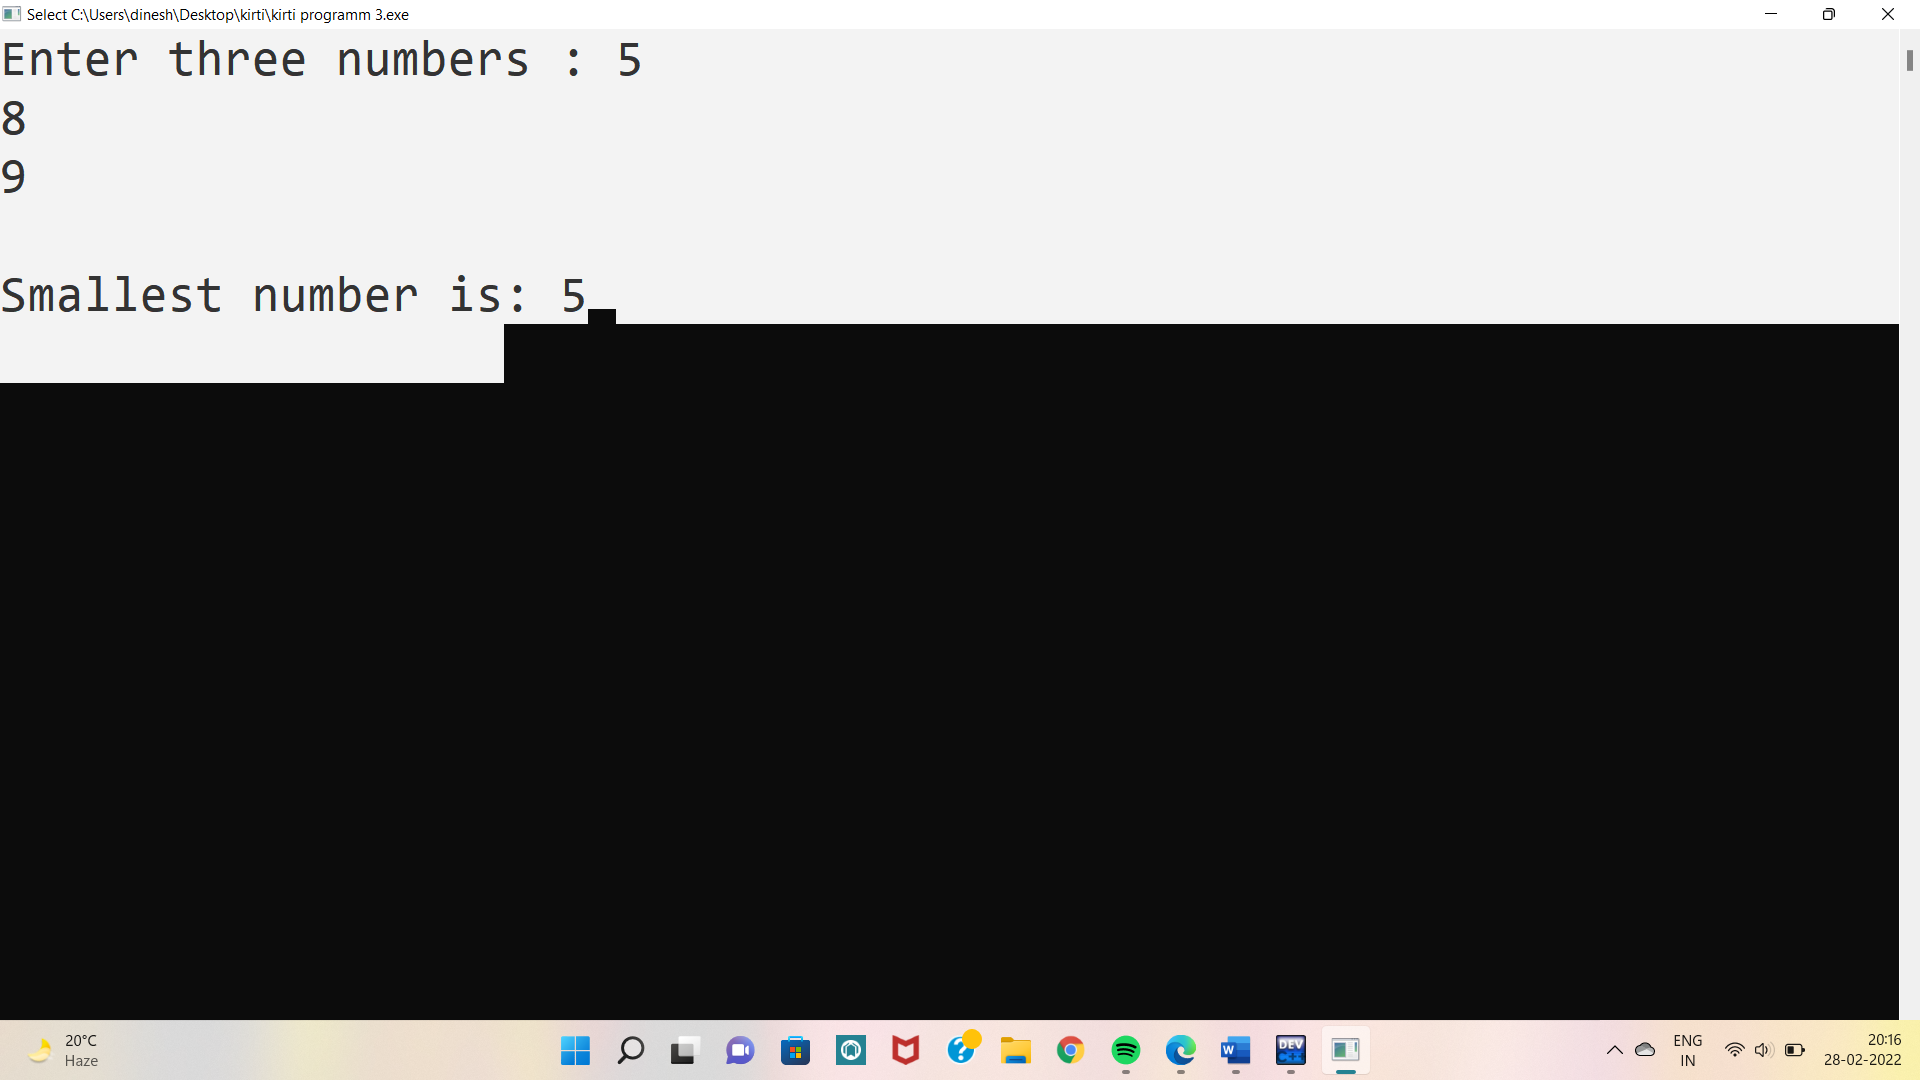 Select C:\Users\dinesh\Desktop\kirti\kirti programm 3.exe
Enter three numbers : 5
8
9
Smallest number is: 5
20°C
Haze
W
DEV
C++
ENG
IN
20:16
28-02-2022